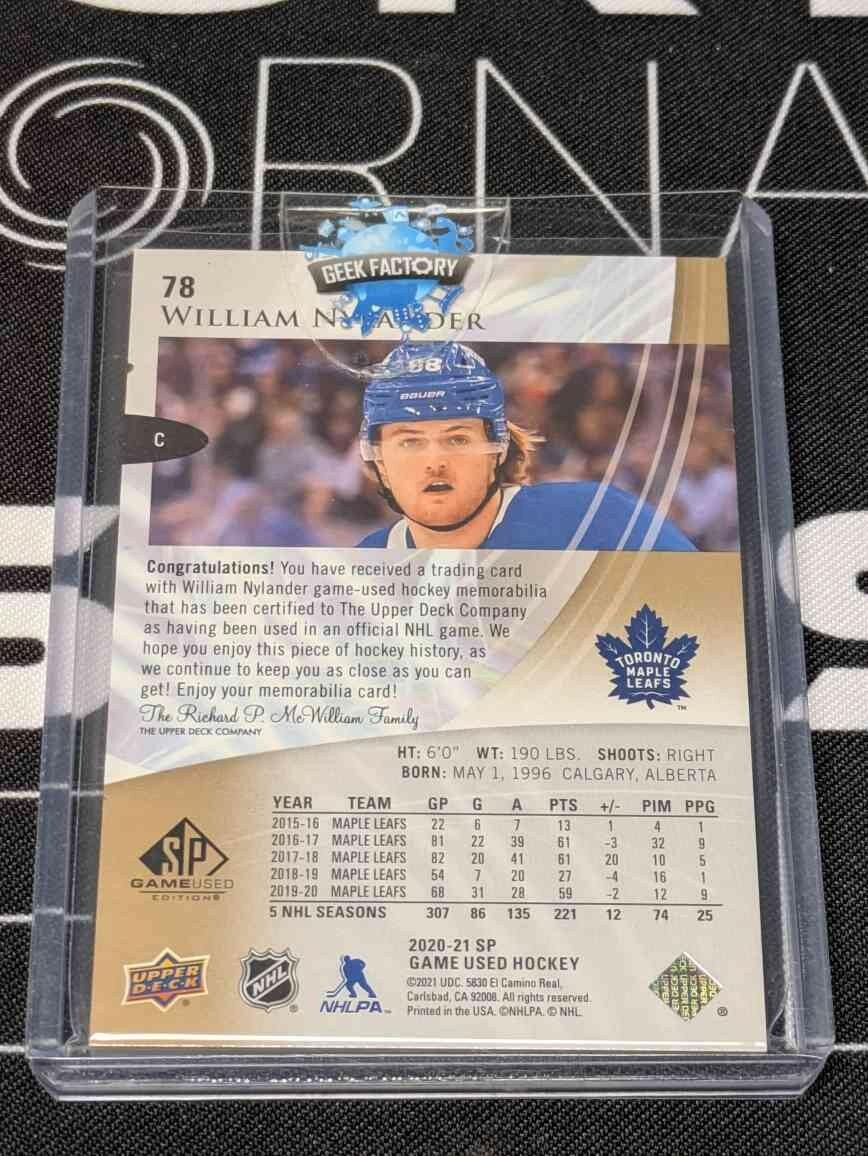 ORNA
GEEK FACTORY
78
WILLIAM NYLANDER
88
BAUER
C
Congratulations! You have received a trading card
with William Nylander game-used hockey memorabilia
that has been certified to The Upper Deck Company
as having been used in an official NHL game. We
hope you enjoy this piece of hockey history, as
we continue to keep you as close as you can
get! Enjoy your memorabilia card!
The Richard P. McWilliam Family
THE UPPER DECK COMPANY
TORONTO
MAPLE
LEAFS
TM
HT: 6'0" WT: 190 LBS. SHOOTS: RIGHT
BORN: MAY 1, 1996 CALGARY, ALBERTA
YEAR TEAM GP G A PTS +/- PIM PPG
2015-16 MAPLE LEAFS 22 6 7 13 1 4 1
2016-17 MAPLE LEAFS 81 22 39 61 -3 32 9
2017-18 MAPLE LEAFS 82 20 41 61 20 10 5
2018-19 MAPLE LEAFS 54 7 20 27 -4 16 1
2019-20 MAPLE LEAFS 68 31 28 59 -2 12 9
5 NHL SEASONS 307 86 135 221 12 74 25
SP
GAMEUSED
EDITION®
UPPER
DECK
®
NHL
®
NHLPA
TM
2020-21 SP
GAME USED HOCKEY
©2021 UDC. 5830 El Camino Real,
Carlsbad, CA 92008. All rights reserved.
Printed in the USA. ©NHLPA. © NHL.
UPPER DECK
®